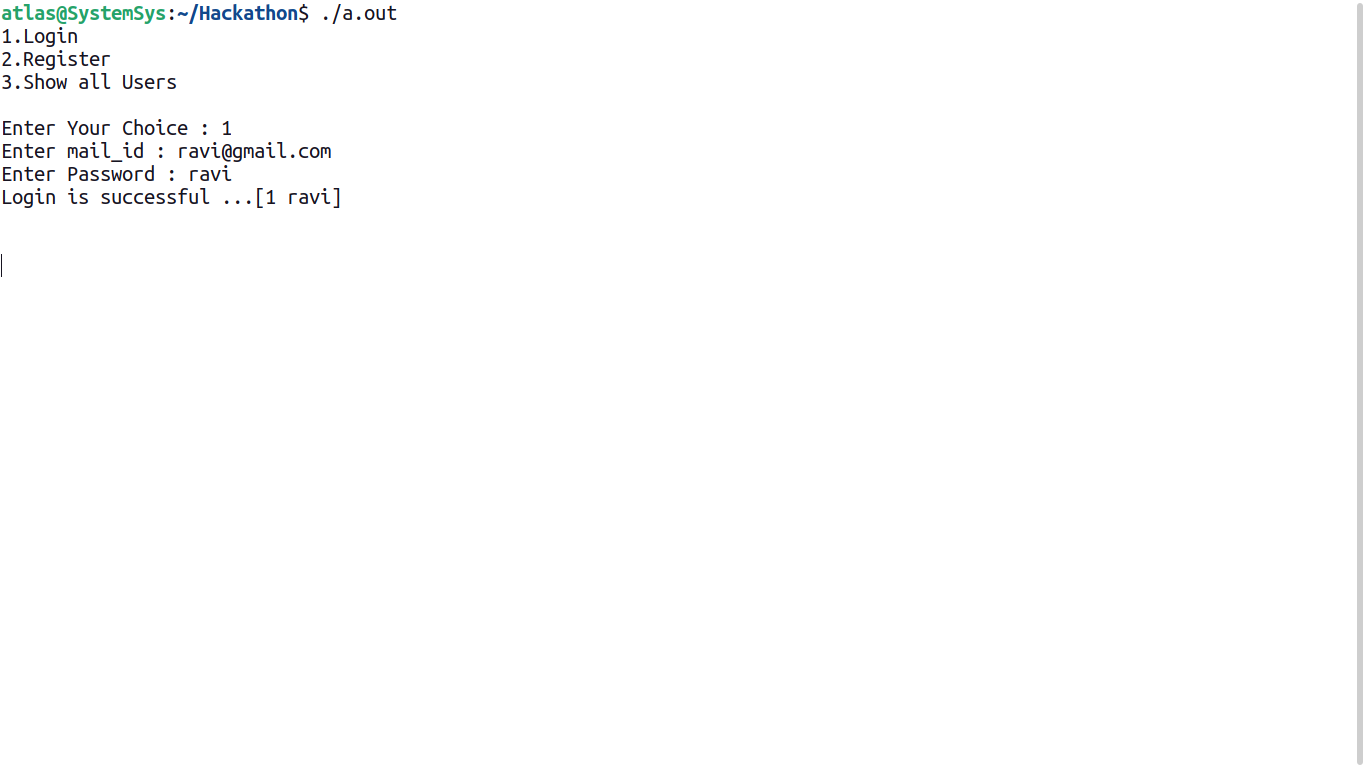 atlas@SystemSys:~/Hackathon$ ./a.out
1.Login
2.Register
3.Show all Users
Enter Your Choice : 1
Enter mail_id : ravi@gmail.com
Enter Password : ravi
Login is successful ...[1 ravi]